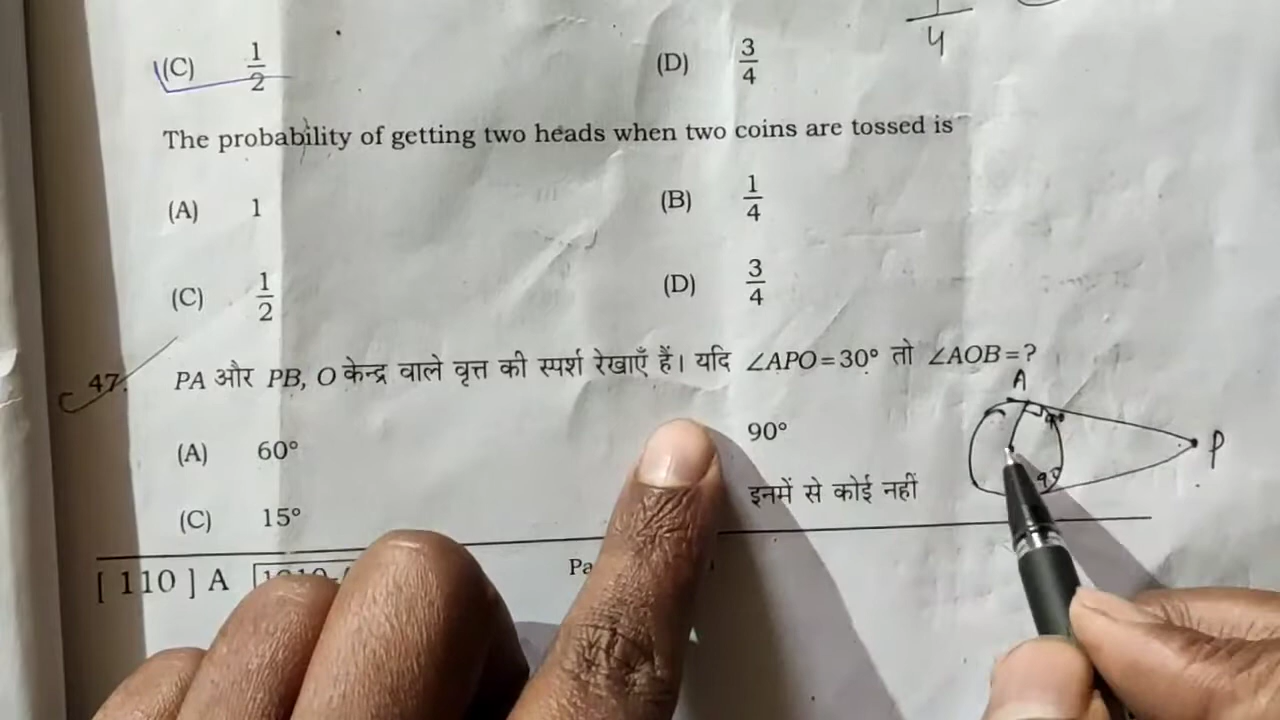 4
(C) 1/2 (D) 3/4
The probability of getting two heads when two coins are tossed is
(A) 1 (B) 1/4
(C) 1/2 (D) 3/4
47. PA और PB, O केन्द्र वाले वृत्त की स्पर्श रेखाएँ हैं। यदि ∠APO=30° तो ∠AOB=?
A
P
(A) 60° 90°
(C) 15° इनमें से कोई नहीं
[ 110 ] A Pa